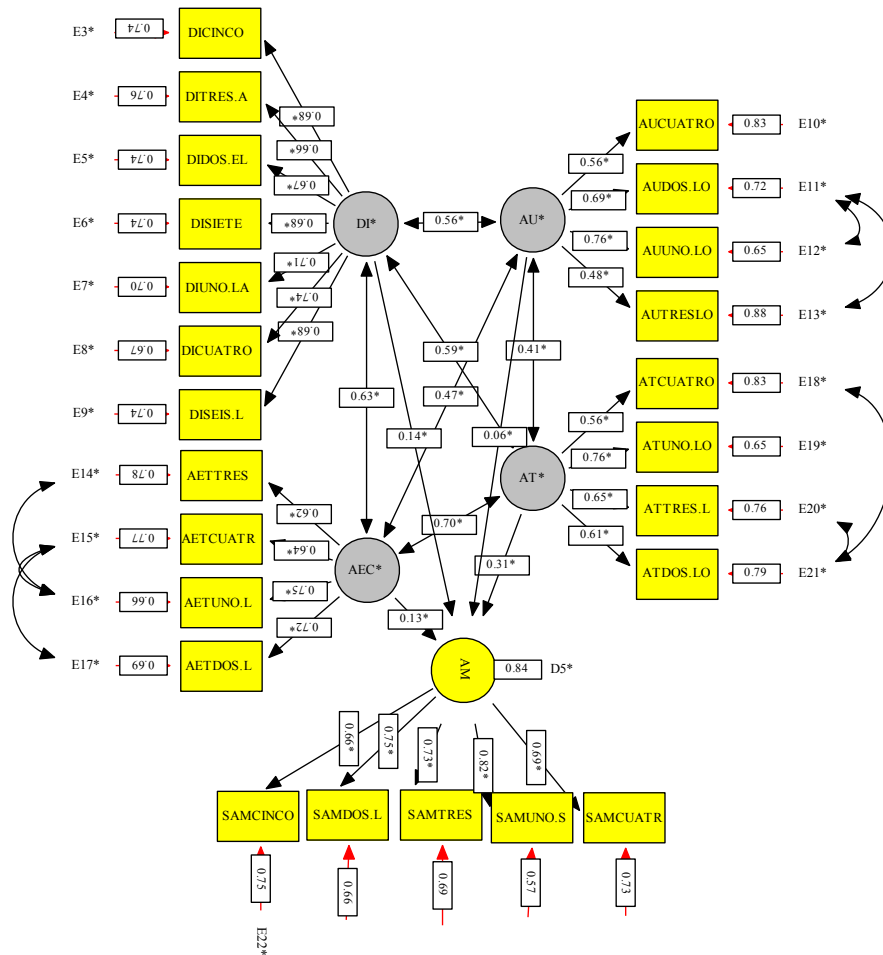 E3* 0.74 DICINCO
E4* 0.76 DITRES.A
E5* 0.74 DIDOS.EL
E6* 0.74 DISIETE
E7* 0.70 DIUNO.LA
E8* 0.67 DICUATRO
E9* 0.74 DISEIS.L
0.68*
0.66*
0.67*
0.68*
0.71*
0.74*
0.68*
DI*
0.56*
AU*
0.56*
0.69*
0.76*
0.48*
AUCUATRO 0.83 E10*
AUDOS.LO 0.72 E11*
AUUNO.LO 0.65 E12*
AUTRESLO 0.88 E13*
0.59*
0.41*
0.63*
0.47*
0.14*
0.06*
ATCUATRO 0.83 E18*
ATUNO.LO 0.65 E19*
ATTRES.L 0.76 E20*
ATDOS.LO 0.79 E21*
0.56*
0.76*
0.65*
0.61*
AT*
E14* 0.78 AETTRES
E15* 0.77 AETCUATR
E16* 0.66 AETUNO.L
E17* 0.69 AETDOS.L
0.62*
0.64*
0.75*
0.72*
AEC*
0.70*
0.31*
0.13*
AM
0.84 D5*
0.66*
0.75*
0.73*
0.82*
0.69*
SAMCINCO
SAMDOS.L
SAMTRES
SAMUNO.S
SAMCUATR
0.75
0.66
0.69
0.57
0.73
E22*